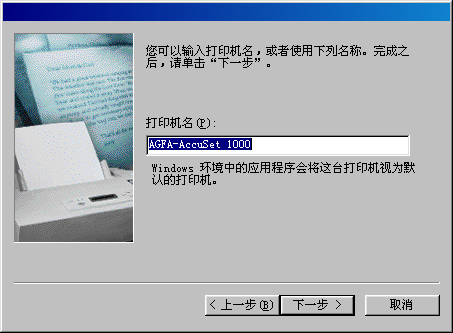 您可以输入打印机名，或者使用下列名称。完成之
后，请单击“下一步”。
打印机名(P):
AGFA-AccuSet 1000
Windows 环境中的应用程序会将这台打印机视为默
认的打印机。
< 上一步(B)
下一步 >
取消